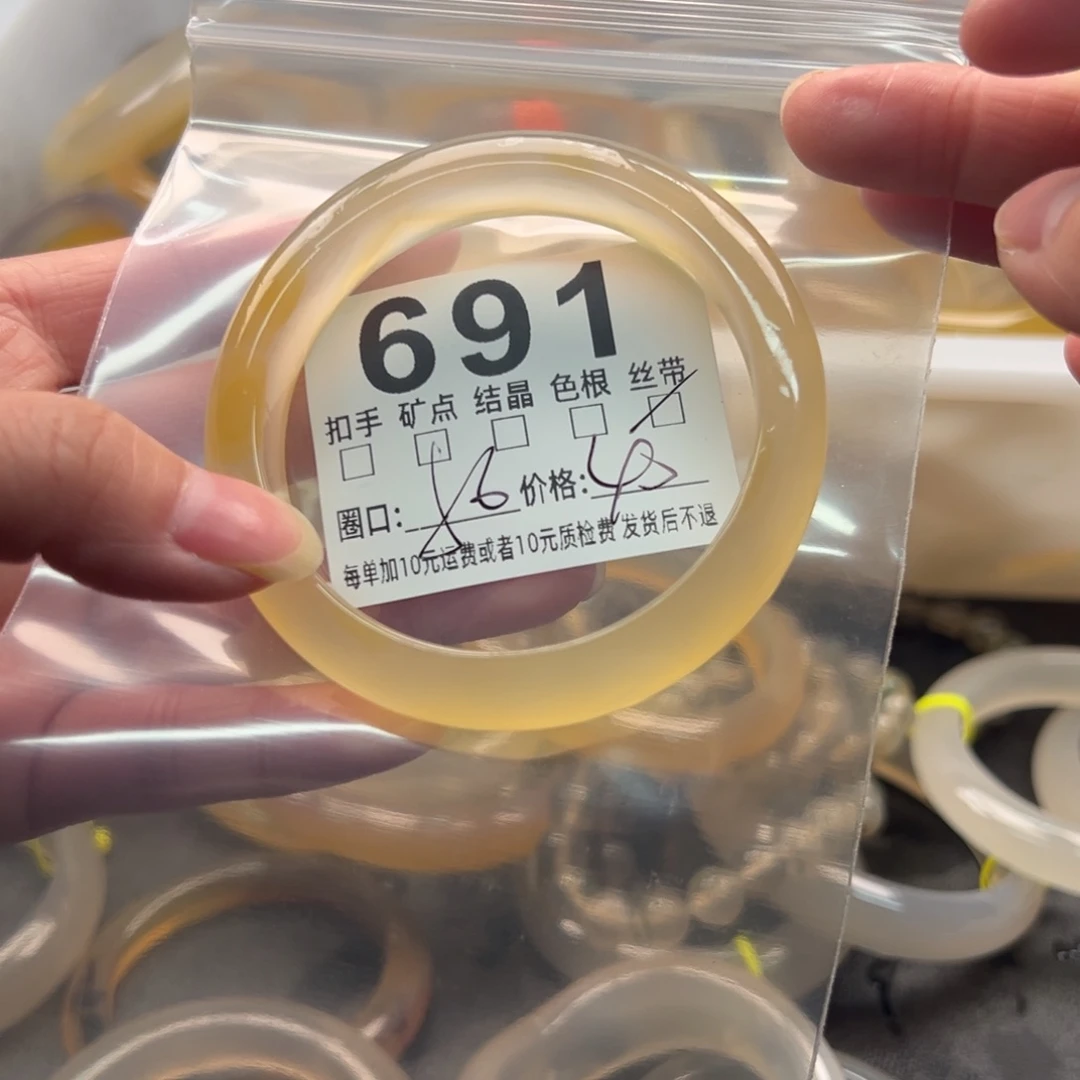 691
扣手 矿点 结晶 色根 丝带
圈口: 价格:
每单加10元运费或者10元质检费 发货后不退